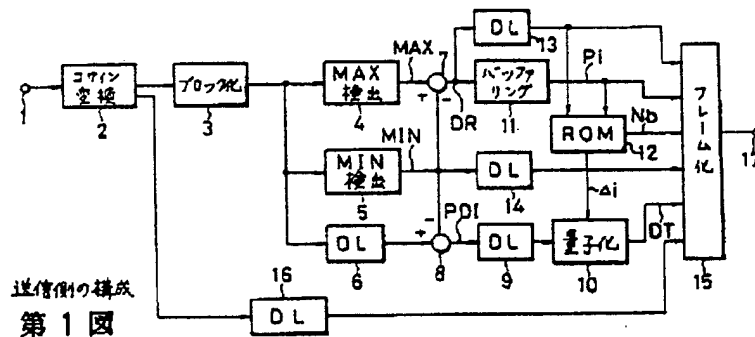 コサイン
変換
2
1
ブロック化
3
MAX
検出
4
MAX
7
+
-
DR
MIN
検出
5
MIN
DL
6
-
+
8
PDI
DL
13
バッファ
リング
11
Pi
ROM
12
Nb
Δi
DL
14
DL
9
量子化
10
DT
フレーム化
15
17
16
DL
送信側の構成
第1図